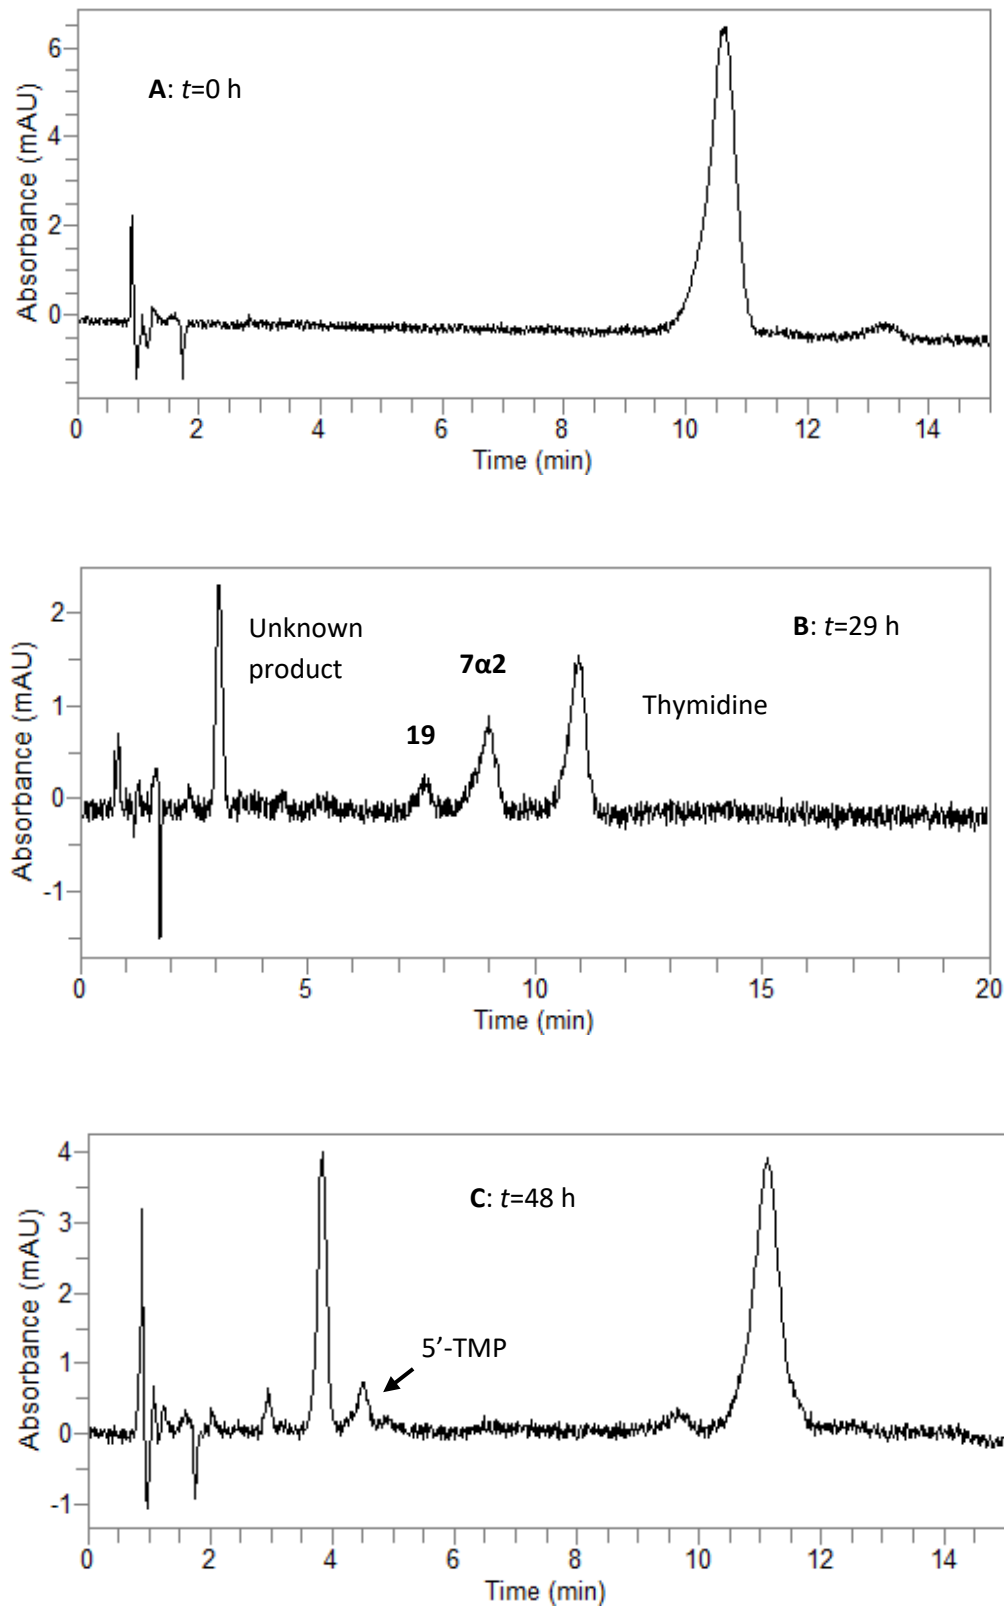 A: t=0 h
Absorbance (mAU)
6
4
2
0
0 2 4 6 8 10 12 14
Time (min)
Unknown
product
19
7α2
Thymidine
B: t=29 h
Absorbance (mAU)
2
1
0
-1
0 5 10 15 20
Time (min)
C: t=48 h
5’-TMP
Absorbance (mAU)
4
3
2
1
0
-1
0 2 4 6 8 10 12 14
Time (min)